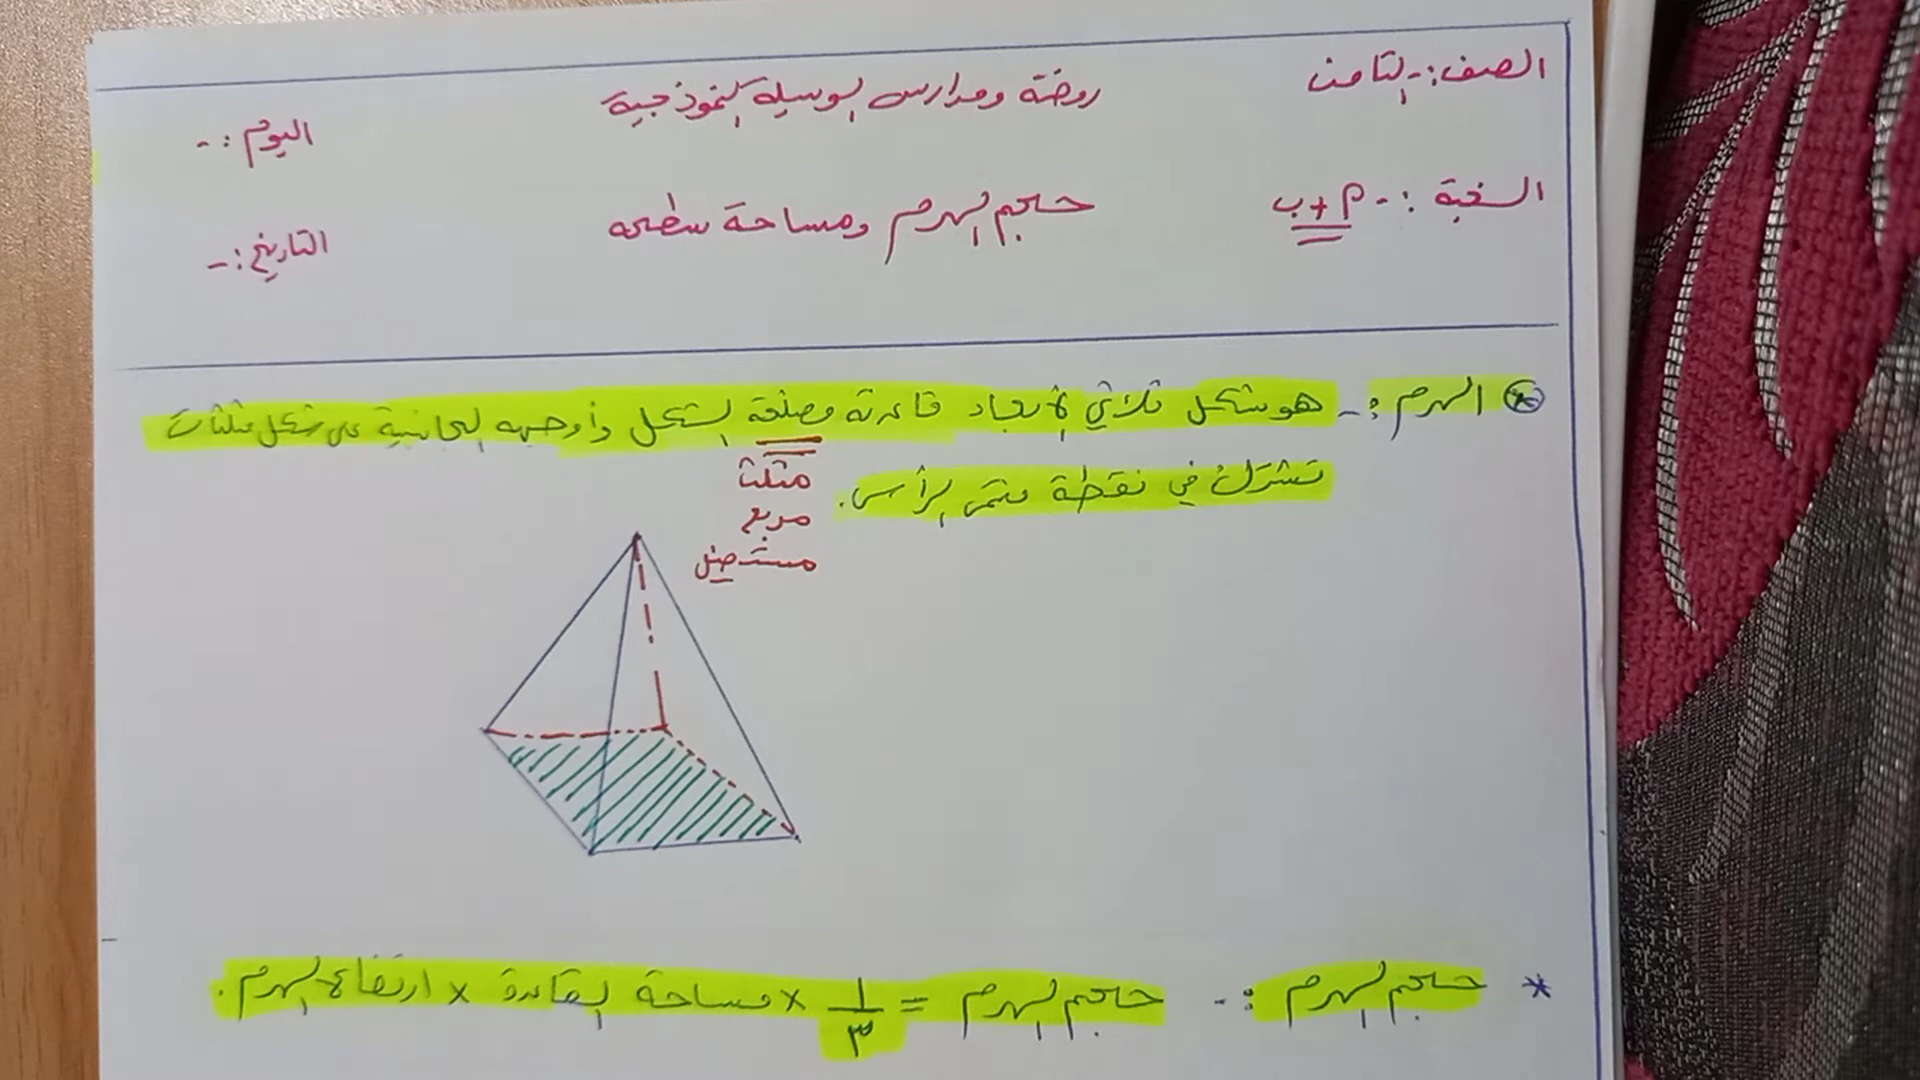 الصف:- الثامن
روضة ومدارس الوسيلة النموذجية
اليوم :-
الشعبة :- أ + ب
حجم الهرم ومساحة سطحه
التاريخ :-
* الهرم :- هو شكل ثلاثي الأبعاد قاعدته مضلعة الشكل وأوجهه الجانبية على شكل مثلثات
تشترك في نقطة تسمى الرأس.
مثلث
مربع
مستطيل
* حجم الهرم :- حجم الهرم = ١/٣ × مساحة القاعدة × ارتفاع الهرم.